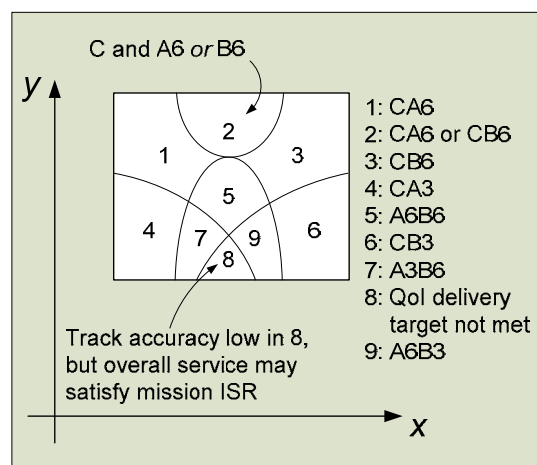 C and A6 or B6
y
2
1
3
5
4
7
9
6
8
1: CA6
2: CA6 or CB6
3: CB6
4: CA3
5: A6B6
6: CB3
7: A3B6
8: QoI delivery
target not met
9: A6B3
Track accuracy low in 8,
but overall service may
satisfy mission ISR
x